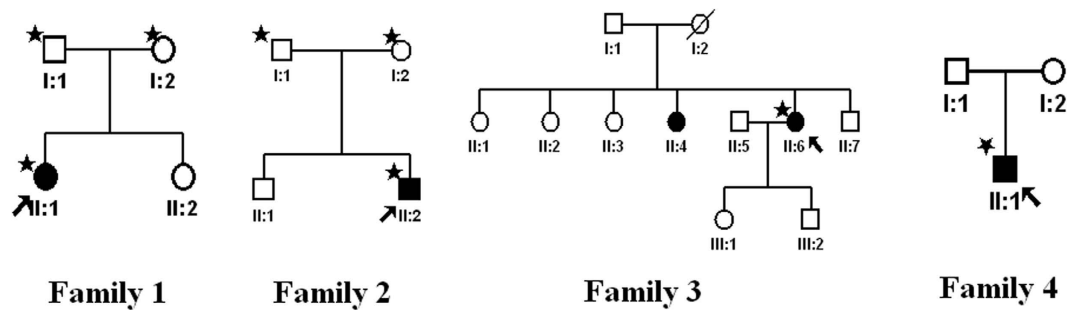 I:1 I:2
II:1 II:2
Family 1
I:1 I:2
II:1 II:2
Family 2
I:1 I:2
II:1 II:2 II:3 II:4 II:5 II:6 II:7
III:1 III:2
Family 3
I:1 I:2
II:1
Family 4